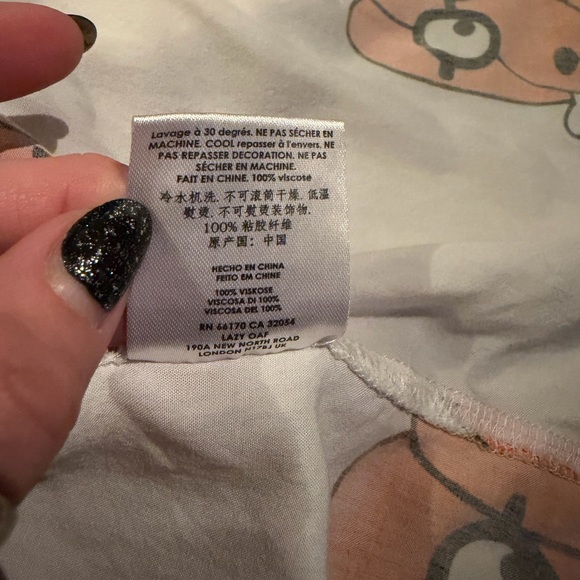 Lavage à 30 degrés. NE PAS SÉCHER EN
MACHINE. COOL repasser à l'envers. NE
PAS REPASSER DECORATION. NE PAS
SÉCHER EN MACHINE.
FAIT EN CHINE. 100% viscose
冷水机洗. 不可滚筒干燥. 低温
熨烫. 不可熨烫装饰物.
100% 粘胶纤维
原产国: 中国
HECHO EN CHINA
FEITO EM CHINE
100% VISKOSE
VISCOSA DI 100%
VISCOSA DEL 100%
RN 66170 CA 32054
LAZY OAF
190A NEW NORTH ROAD
LONDON N17BJ UK